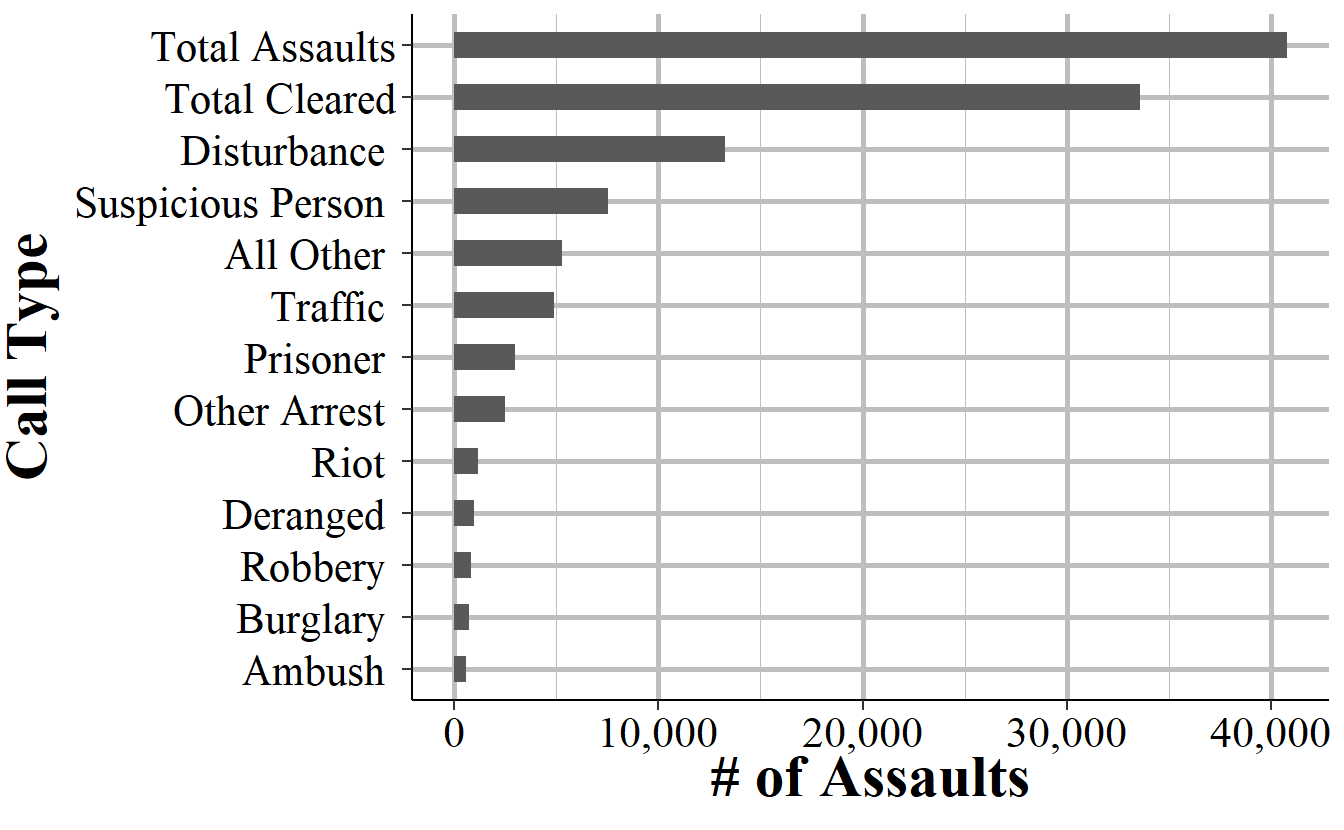 Call Type
Total Assaults
Total Cleared
Disturbance
Suspicious Person
All Other
Traffic
Prisoner
Other Arrest
Riot
Deranged
Robbery
Burglary
Ambush
0 10,000 20,000 30,000 40,000
# of Assaults